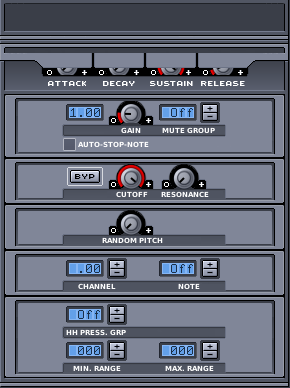 ATTACK DECAY SUSTAIN RELEASE
1.00 Off
GAIN MUTE GROUP
AUTO-STOP-NOTE
BYP
CUTOFF RESONANCE
RANDOM PITCH
.00 Off
CHANNEL NOTE
Off
HH PRESS. GRP
000 000
MIN. RANGE MAX. RANGE